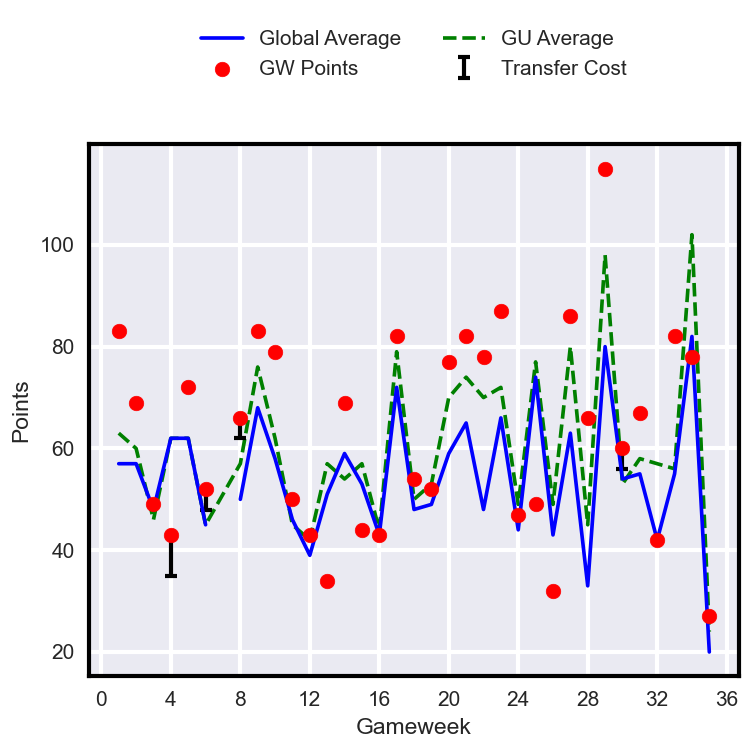 Global Average GU Average
GW Points Transfer Cost
100
80
60
40
20
Points
0 4 8 12 16 20 24 28 32 36
Gameweek